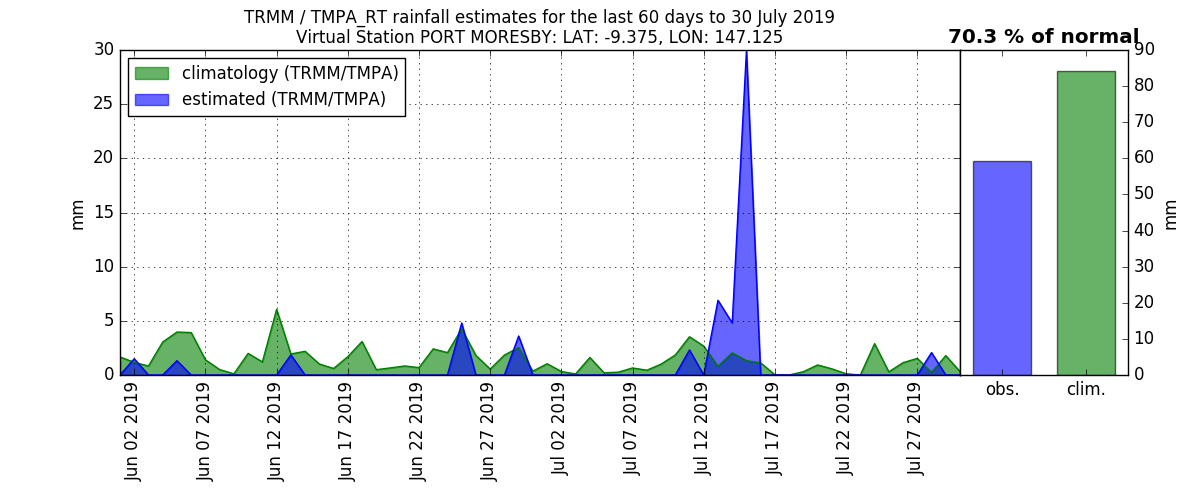 TRMM / TMPA_RT rainfall estimates for the last 60 days to 30 July 2019
Virtual Station PORT MORESBY: LAT: -9.375, LON: 147.125
70.3 % of normal
climatology (TRMM/TMPA)
estimated (TRMM/TMPA)
30
25
20
15
10
5
0
mm
Jun 02 2019
Jun 07 2019
Jun 12 2019
Jun 17 2019
Jun 22 2019
Jun 27 2019
Jul 02 2019
Jul 07 2019
Jul 12 2019
Jul 17 2019
Jul 22 2019
Jul 27 2019
obs.
clim.
90
80
70
60
50
40
30
20
10
0
mm